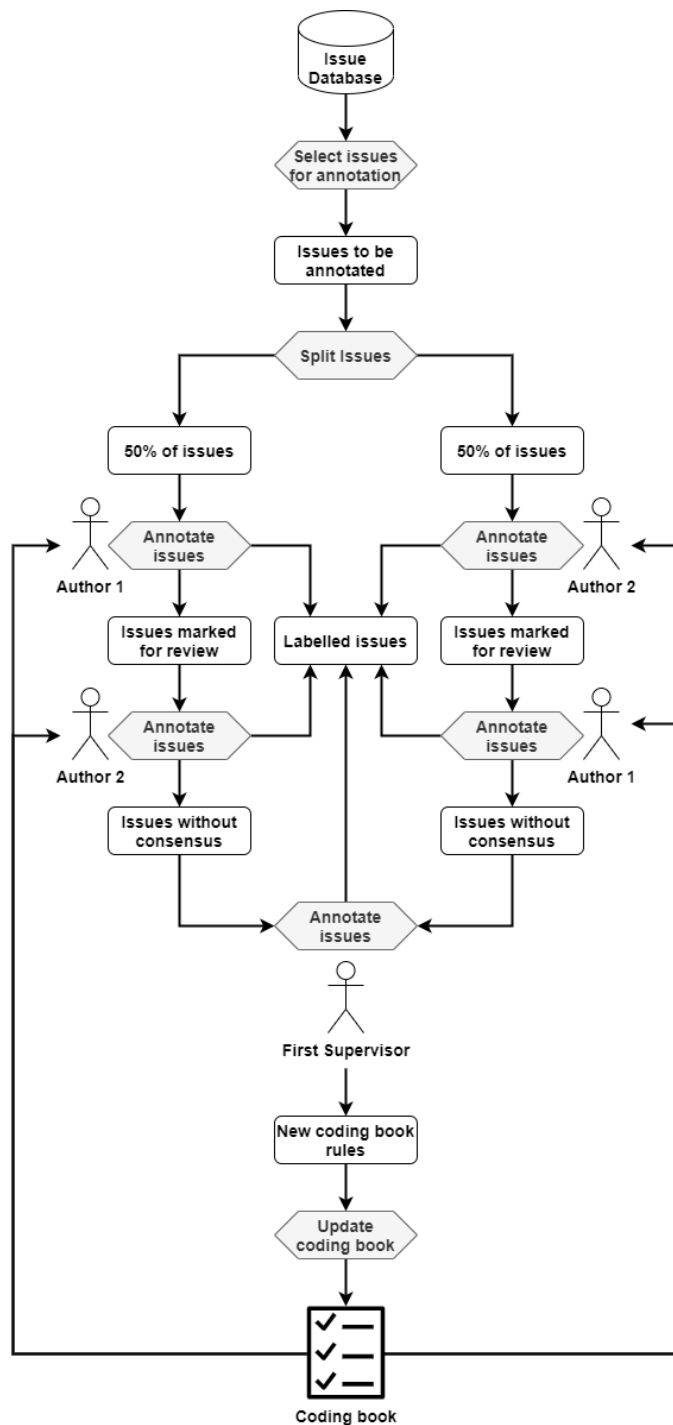 Issue
Database
Select issues
for annotation
Issues to be
annotated
Split Issues
50% of issues
50% of issues
Annotate
issues
Author 1
Annotate
issues
Author 2
Issues marked
for review
Labelled issues
Issues marked
for review
Annotate
issues
Author 2
Annotate
issues
Author 1
Issues without
consensus
Issues without
consensus
Annotate
issues
First Supervisor
New coding book
rules
Update
coding book
Coding book